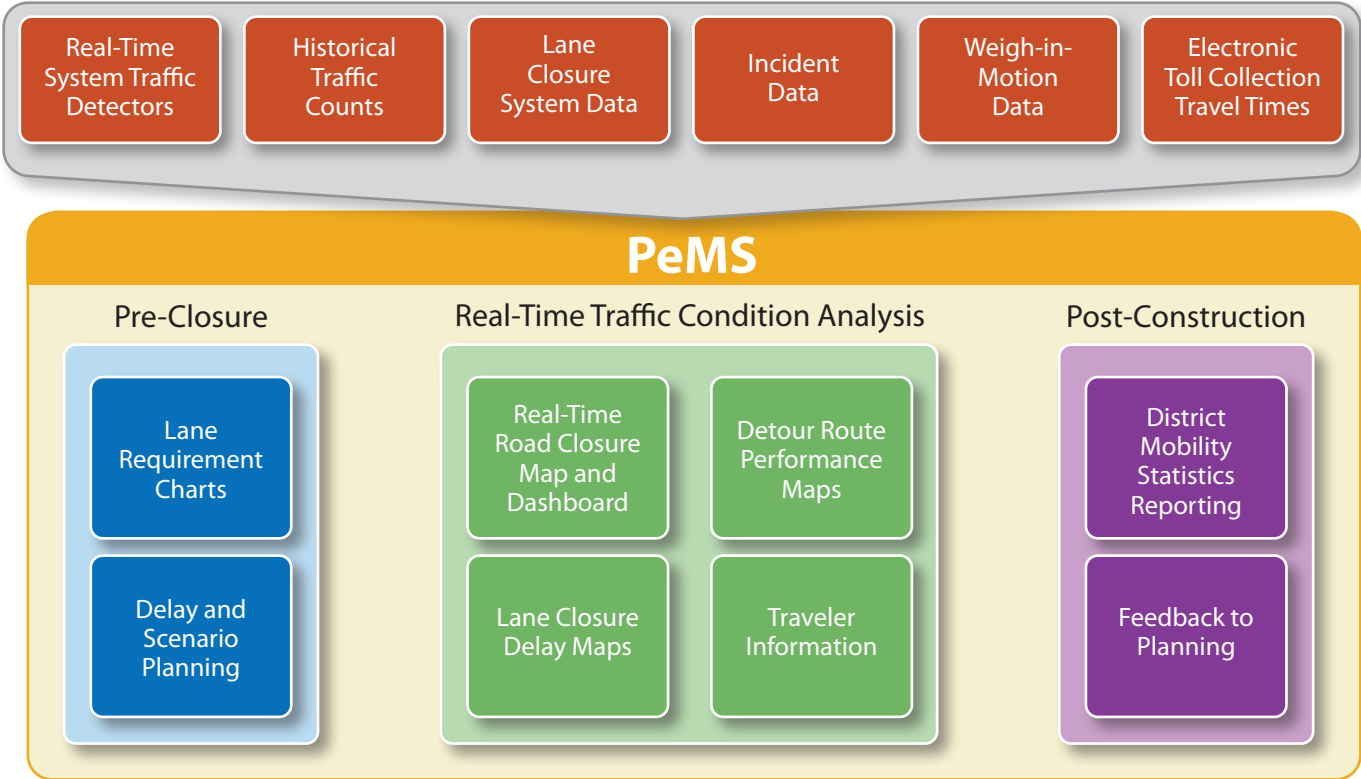 Real-Time
System Traffic
Detectors
Historical
Traffic
Counts
Lane
Closure
System Data
Incident
Data
Weigh-in-
Motion
Data
Electronic
Toll Collection
Travel Times
PeMS
Pre-Closure
Lane
Requirement
Charts
Delay and
Scenario
Planning
Real-Time Traffic Condition Analysis
Real-Time
Road Closure
Map and
Dashboard
Detour Route
Performance
Maps
Lane Closure
Delay Maps
Traveler
Information
Post-Construction
District
Mobility
Statistics
Reporting
Feedback to
Planning